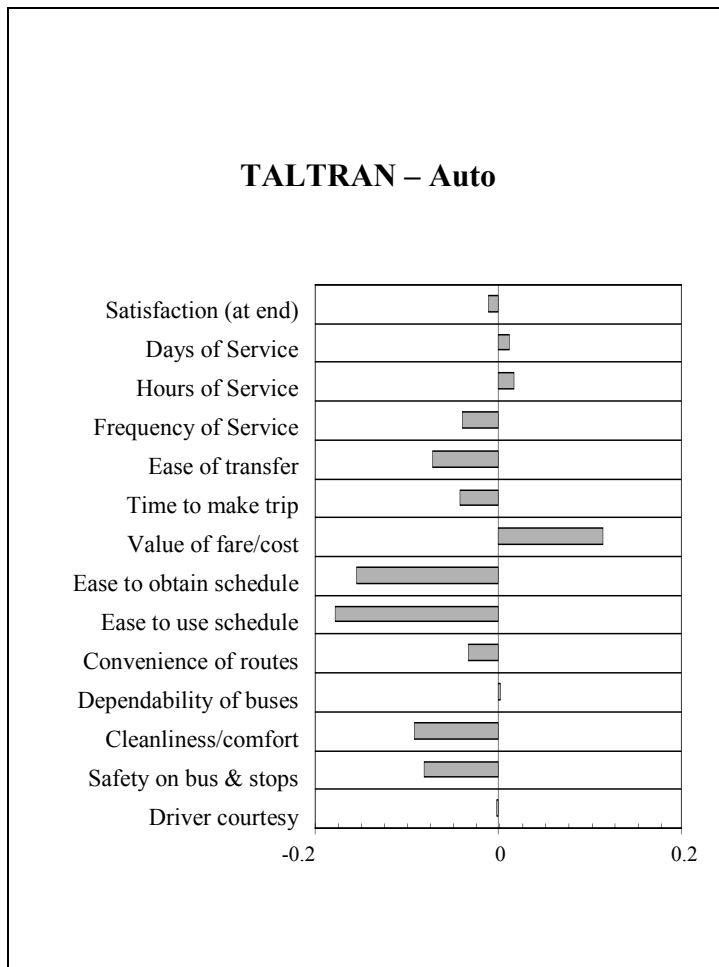 TALTRAN – Auto
Satisfaction (at end)
Days of Service
Hours of Service
Frequency of Service
Ease of transfer
Time to make trip
Value of fare/cost
Ease to obtain schedule
Ease to use schedule
Convenience of routes
Dependability of buses
Cleanliness/comfort
Safety on bus & stops
Driver courtesy
-0.2 0 0.2